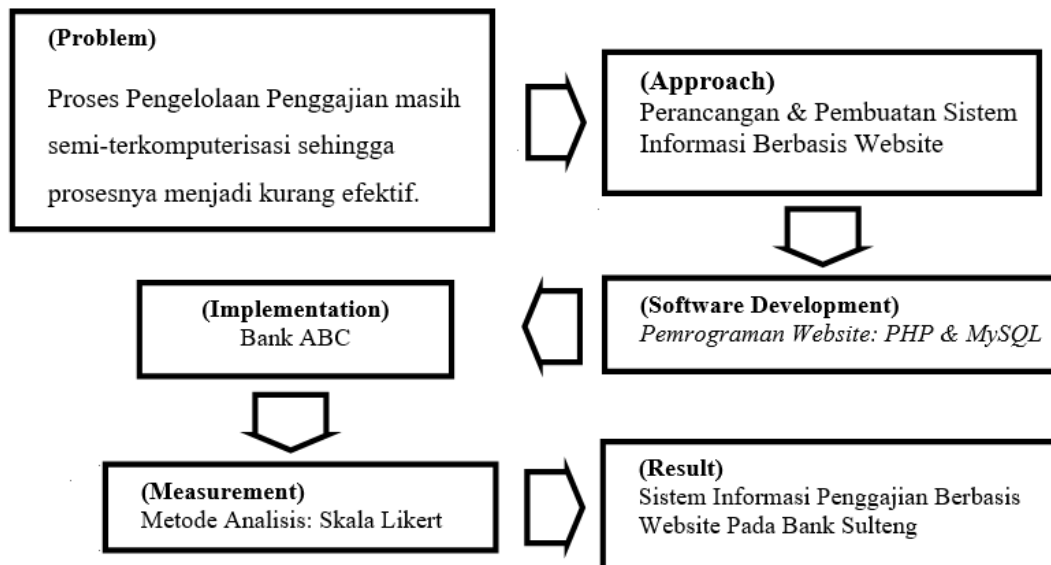 (Problem)
Proses Pengelolaan Penggajian masih
semi-terkomputerisasi sehingga
prosesnya menjadi kurang efektif.
(Approach)
Perancangan & Pembuatan Sistem
Informasi Berbasis Website
(Software Development)
Pemrograman Website: PHP & MySQL
(Implementation)
Bank ABC
(Measurement)
Metode Analisis: Skala Likert
(Result)
Sistem Informasi Penggajian Berbasis
Website Pada Bank Sulteng